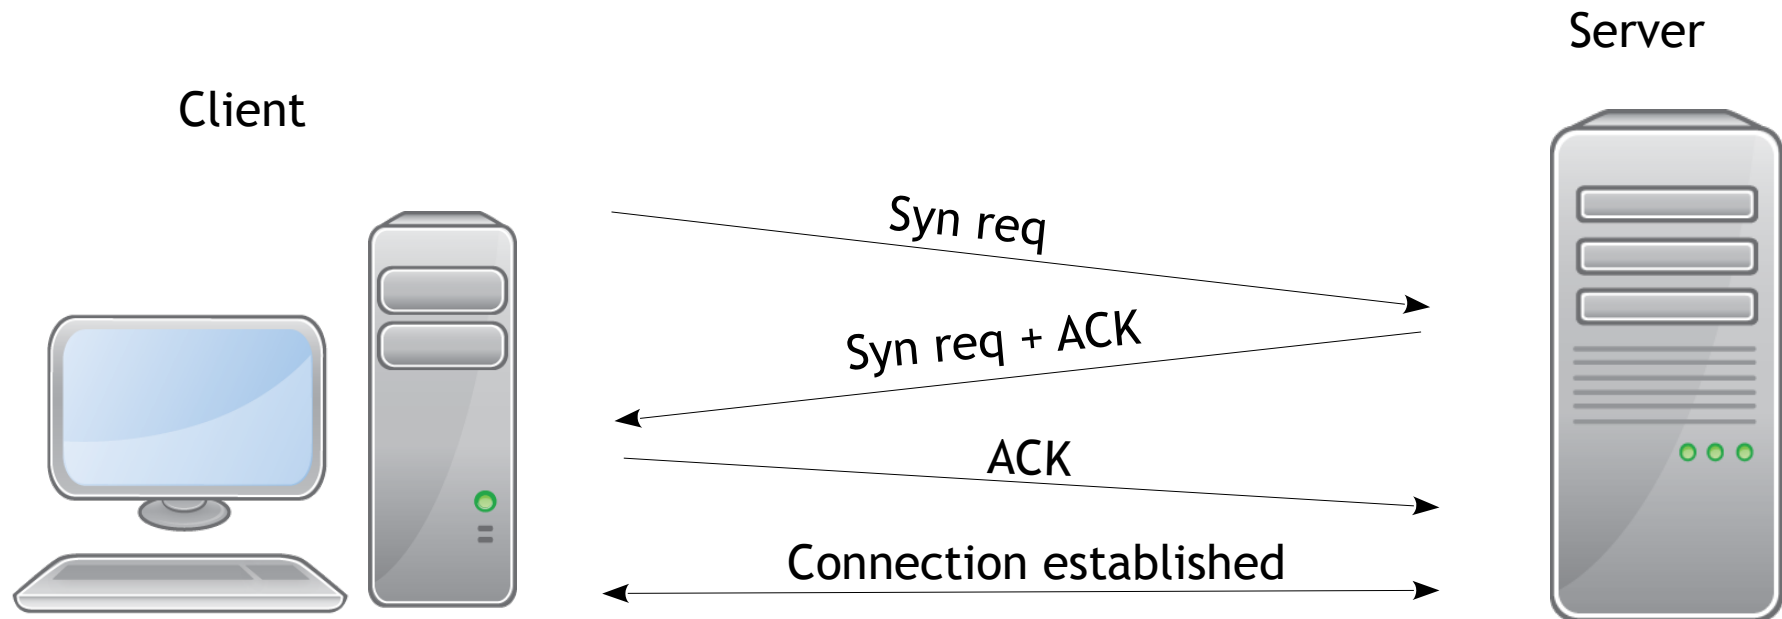 Server
Client
Syn req
Syn req + ACK
ACK
Connection established